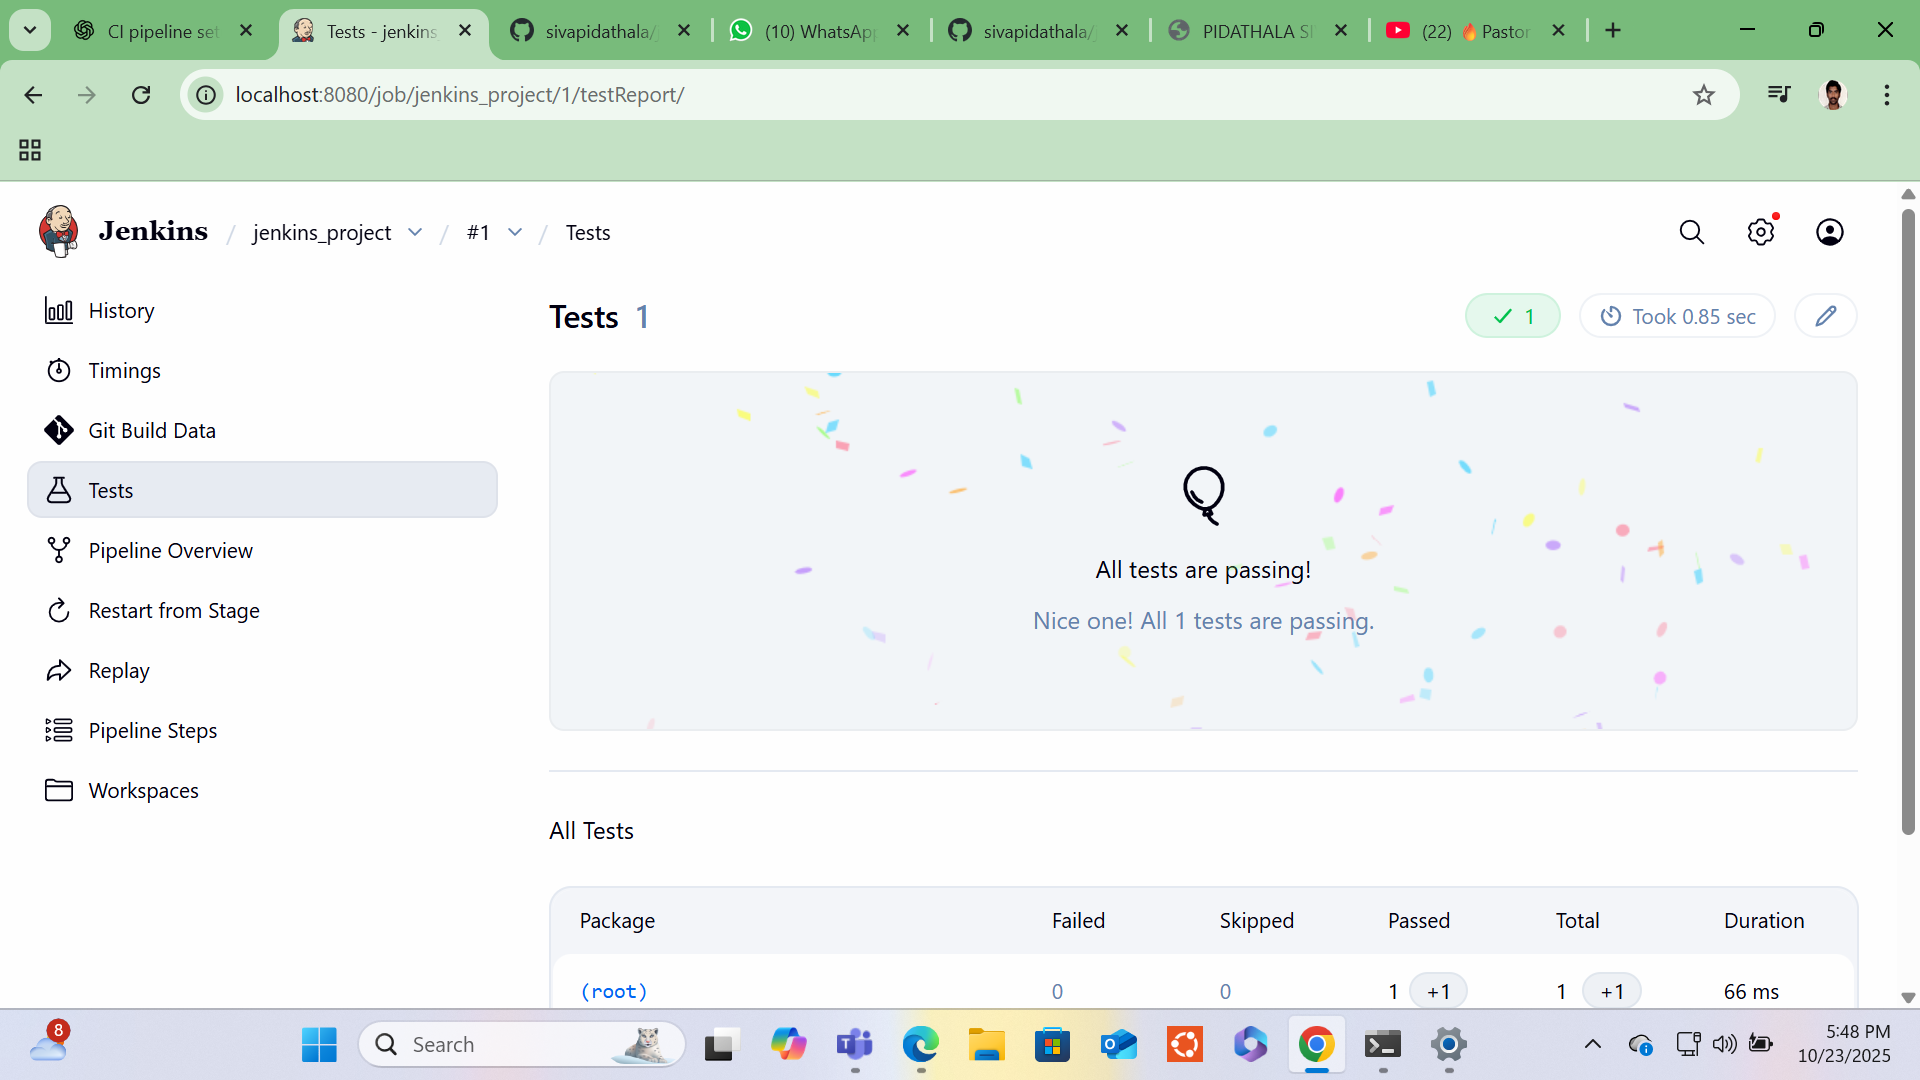 CI pipeline set
Tests - jenkins_
sivapidathala/j
(10) WhatsApp
sivapidathala/j
PIDATHALA SI
(22) 🔥Pastor
localhost:8080/job/jenkins_project/1/testReport/
Jenkins / jenkins_project / #1 / Tests
History
Timings
Git Build Data
Tests
Pipeline Overview
Restart from Stage
Replay
Pipeline Steps
Workspaces
Tests 1
1
Took 0.85 sec
All tests are passing!
Nice one! All 1 tests are passing.
All Tests
Package Failed Skipped Passed Total Duration
(root) 0 0 1 +1 1 +1 66 ms
8
Search
5:48 PM
10/23/2025